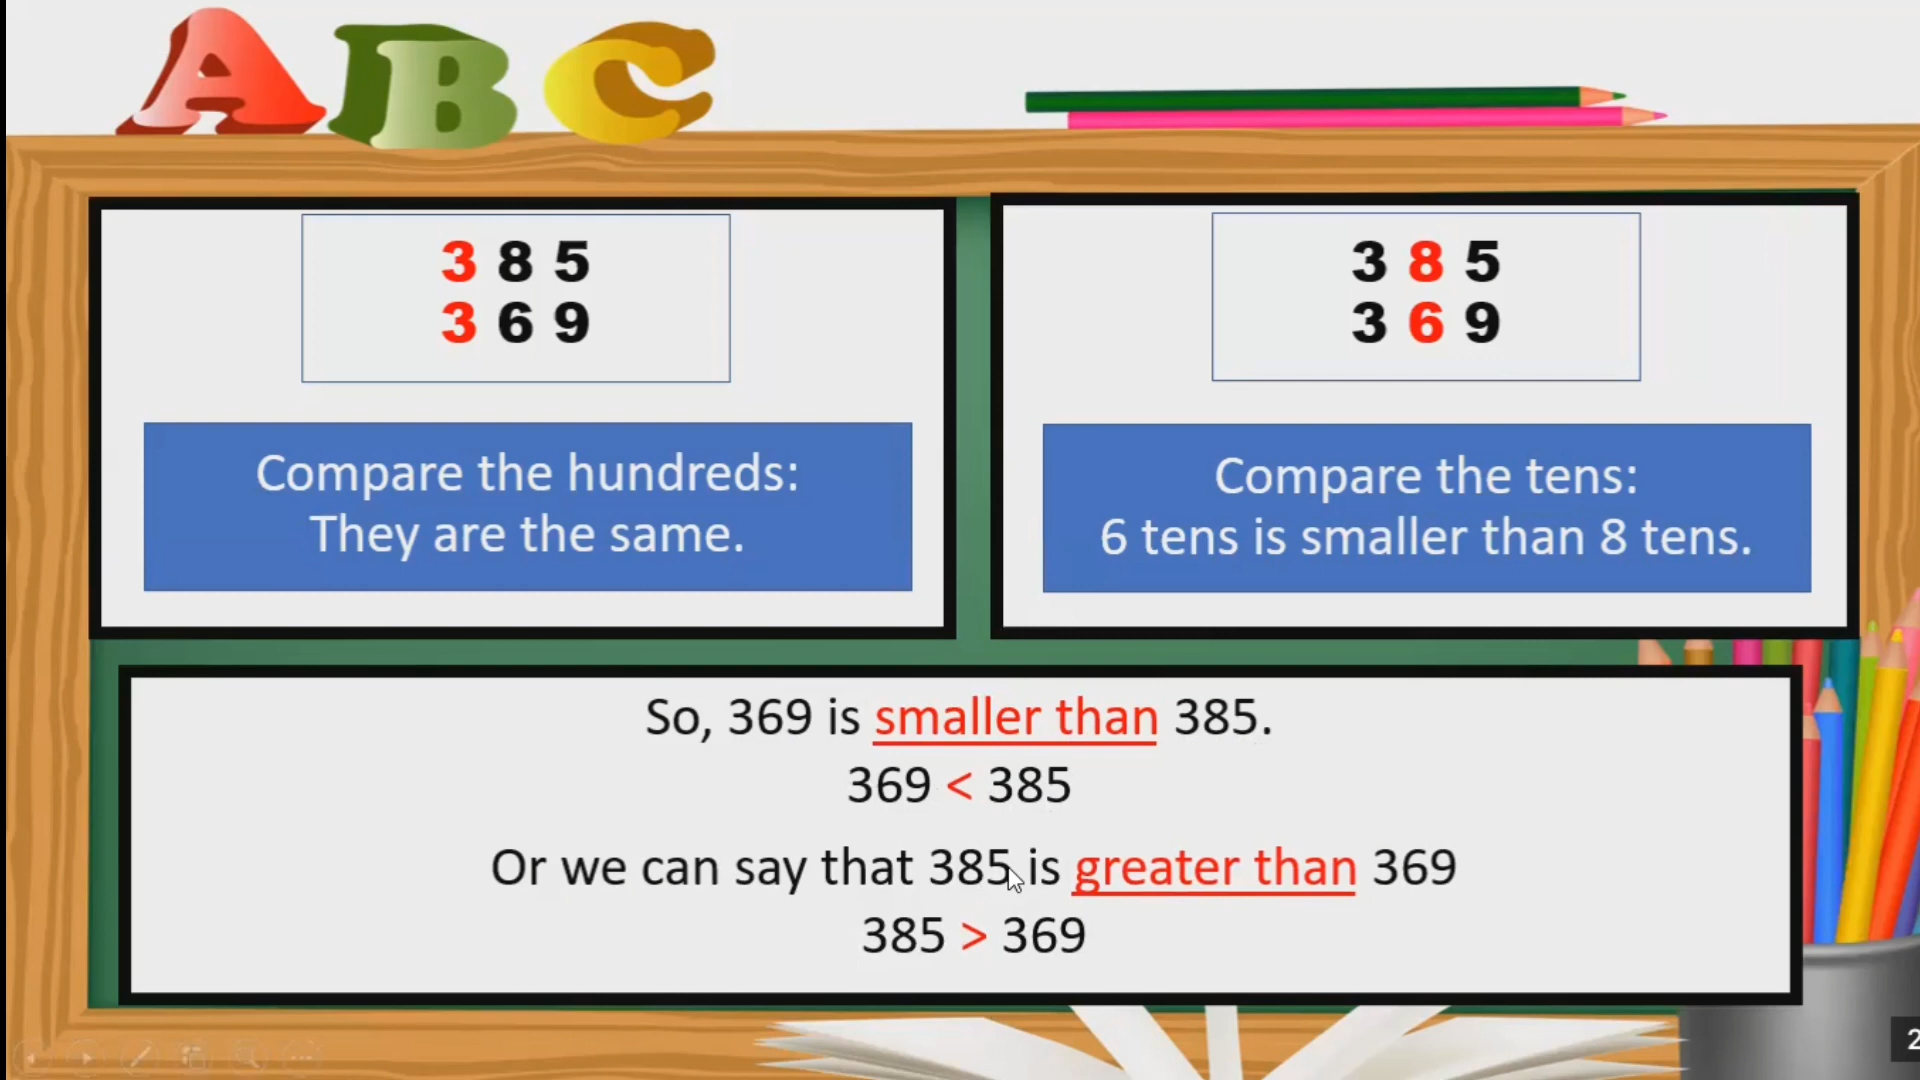 A B C
3 8 5
3 6 9
Compare the hundreds:
They are the same.
3 8 5
3 6 9
Compare the tens:
6 tens is smaller than 8 tens.
So, 369 is smaller than 385.
369 < 385
Or we can say that 385 is greater than 369
385 > 369
2